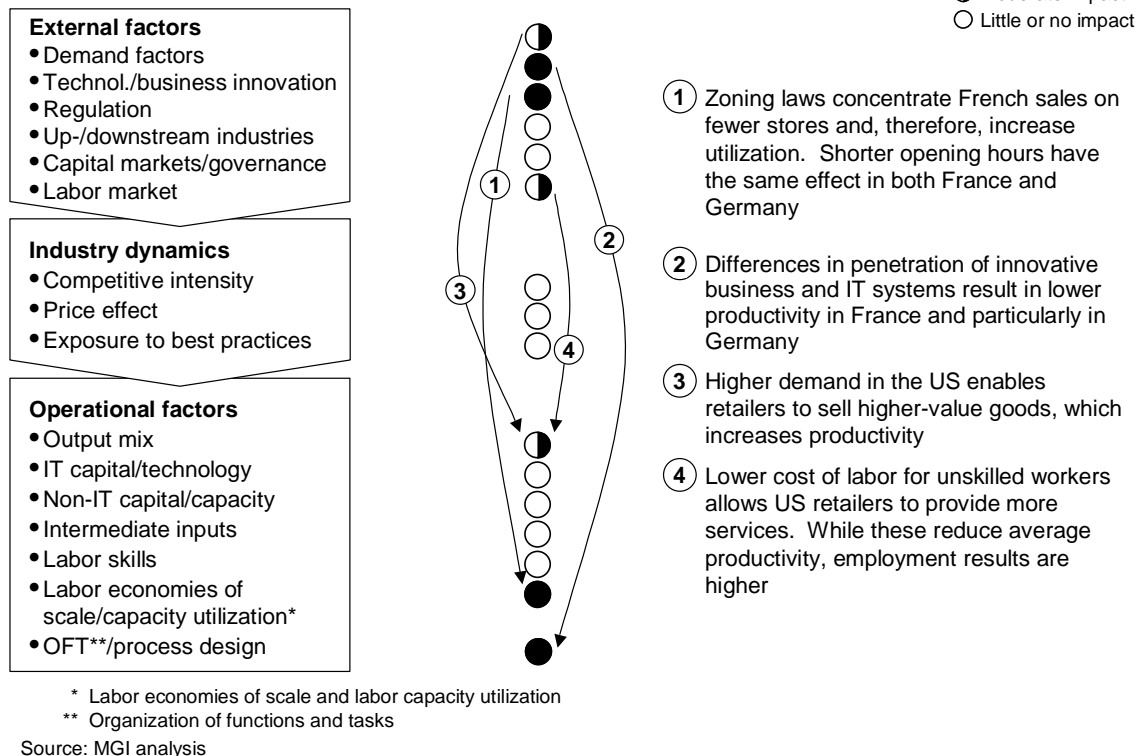 ○ Little or no impact
External factors
• Demand factors
• Technol./business innovation
• Regulation
• Up-/downstream industries
• Capital markets/governance
• Labor market
Industry dynamics
• Competitive intensity
• Price effect
• Exposure to best practices
Operational factors
• Output mix
• IT capital/technology
• Non-IT capital/capacity
• Intermediate inputs
• Labor skills
• Labor economies of
scale/capacity utilization*
• OFT**/process design
1
2
3
4
1 Zoning laws concentrate French sales on
fewer stores and, therefore, increase
utilization. Shorter opening hours have
the same effect in both France and
Germany
2 Differences in penetration of innovative
business and IT systems result in lower
productivity in France and particularly in
Germany
3 Higher demand in the US enables
retailers to sell higher-value goods, which
increases productivity
4 Lower cost of labor for unskilled workers
allows US retailers to provide more
services. While these reduce average
productivity, employment results are
higher
* Labor economies of scale and labor capacity utilization
** Organization of functions and tasks
Source: MGI analysis